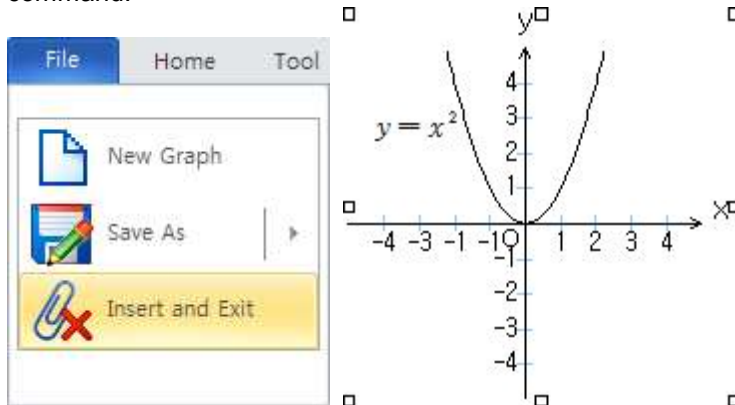 command.
File Home Tool
New Graph
Save As
Insert and Exit
y
4
3
y = x²
2
1
x
-4 -3 -1 -1 O 1 2 3 4
-1
-2
-3
-4